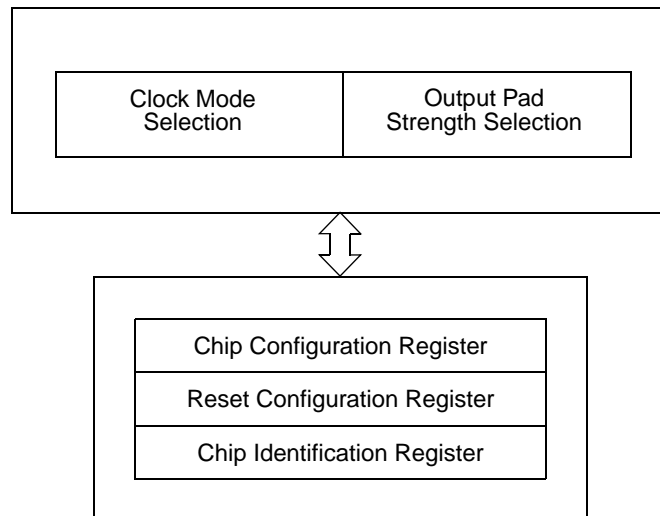 Clock Mode
Selection
Output Pad
Strength Selection
Chip Configuration Register
Reset Configuration Register
Chip Identification Register